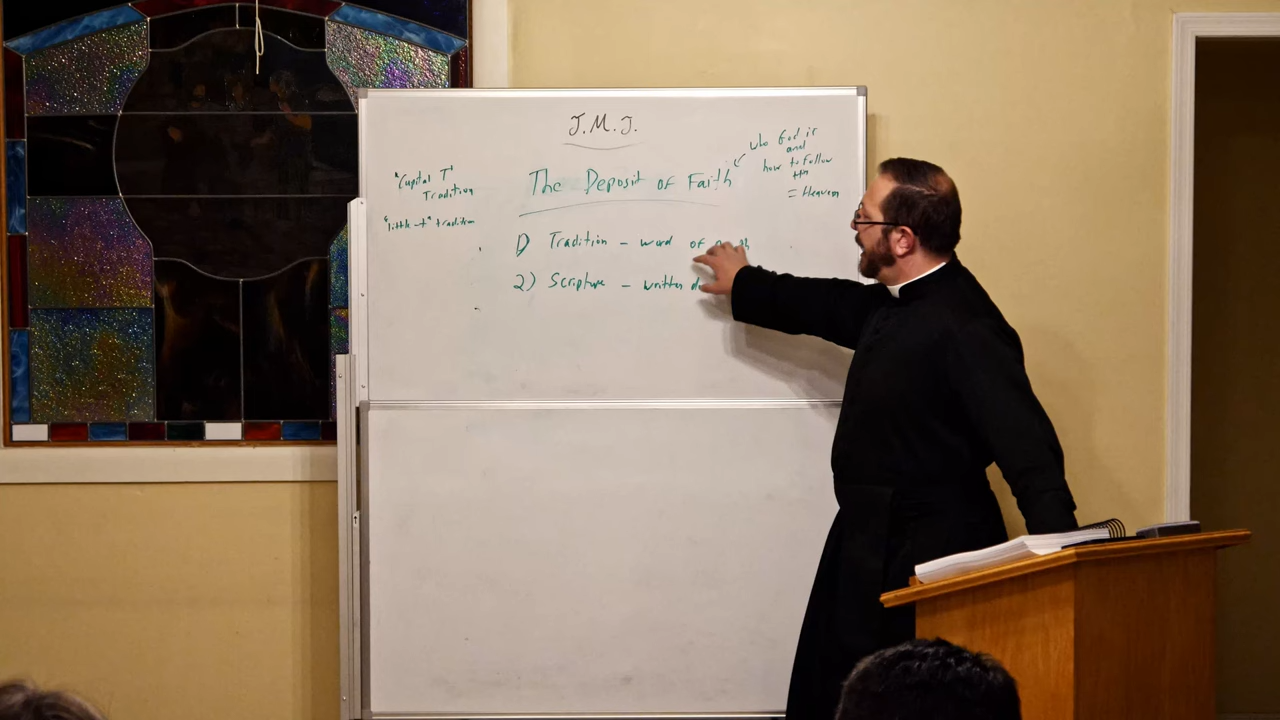 J.M.J.
who God is
and
how to follow
= Heaven
"Capital T"
Tradition
"little -t" tradition
The Deposit of Faith
1) Tradition – word of
2) Scripture – written